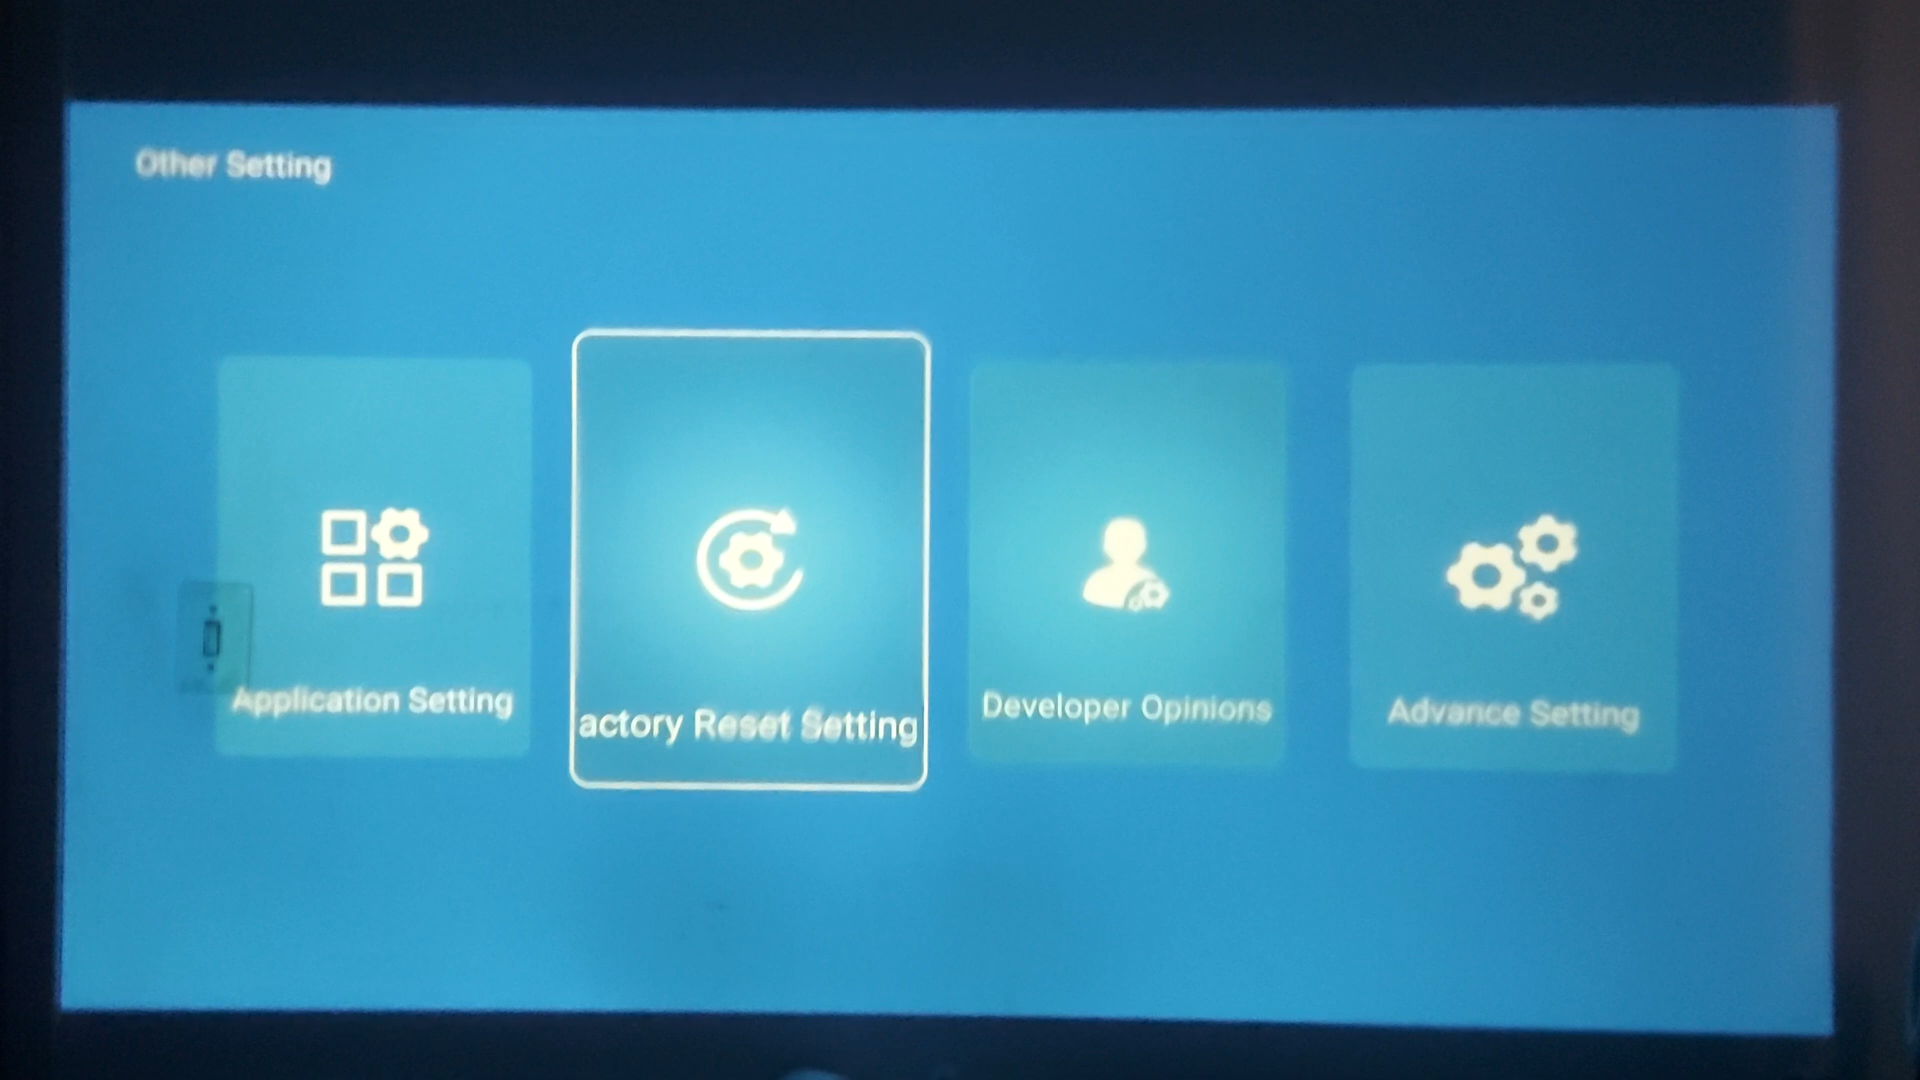 Other Setting
Application Setting
actory Reset Setting
Developer Opinions
Advance Setting